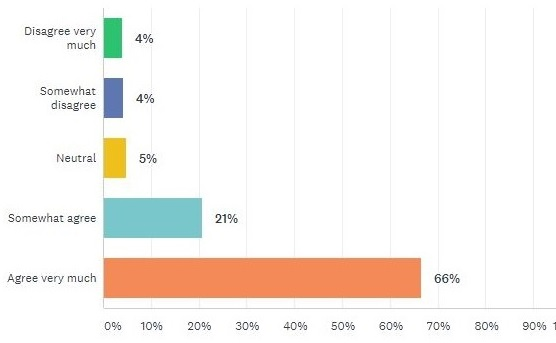 Disagree very
much
4%
Somewhat
disagree
4%
Neutral
5%
Somewhat agree
21%
Agree very much
66%
0% 10% 20% 30% 40% 50% 60% 70% 80% 90% 1